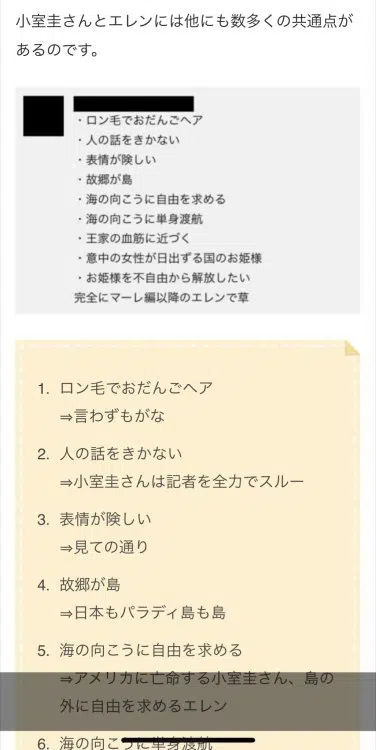 小室圭さんとエレンには他にも数多くの共通点が
あるのです。
・ロン毛でおだんごヘア
・人の話をきかない
・表情が険しい
・故郷が島
・海の向こうに自由を求める
・海の向こうに単身渡航
・王家の血筋に近づく
・意中の女性が日出ずる国のお姫様
・お姫様を不自由から解放したい
完全にマーレ編以降のエレンで草
1. ロン毛でおだんごヘア
⇒言わずもがな
2. 人の話をきかない
⇒小室圭さんは記者を全力でスルー
3. 表情が険しい
⇒見ての通り
4. 故郷が島
⇒日本もパラディ島も島
5. 海の向こうに自由を求める
⇒アメリカに亡命する小室圭さん、島の
外に自由を求めるエレン
6. 海の向こうに単身渡航